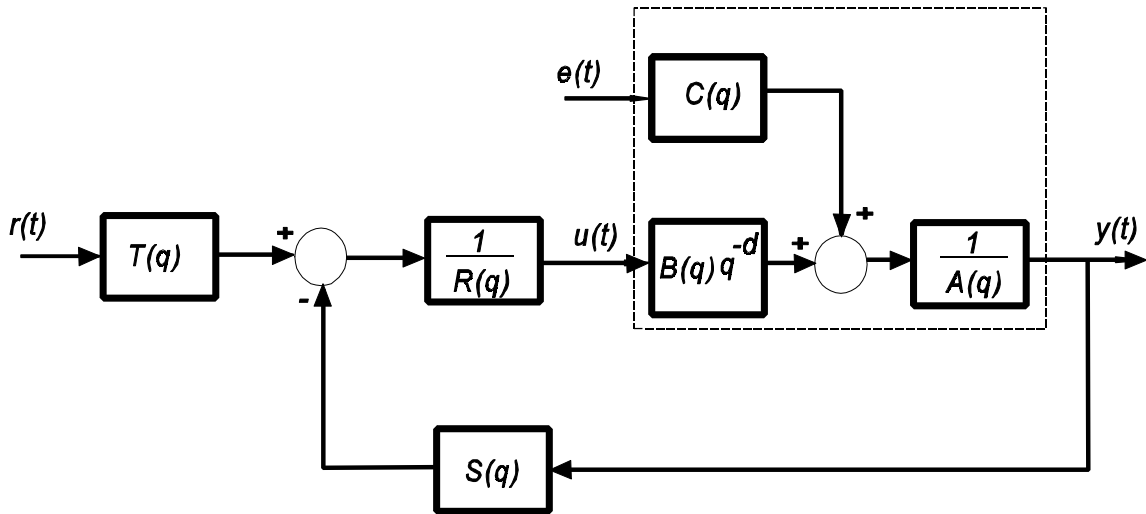 e(t)
C(q)
r(t)
T(q)
+
-
1
R(q)
u(t)
B(q) q^-d
+
+
1
A(q)
y(t)
S(q)